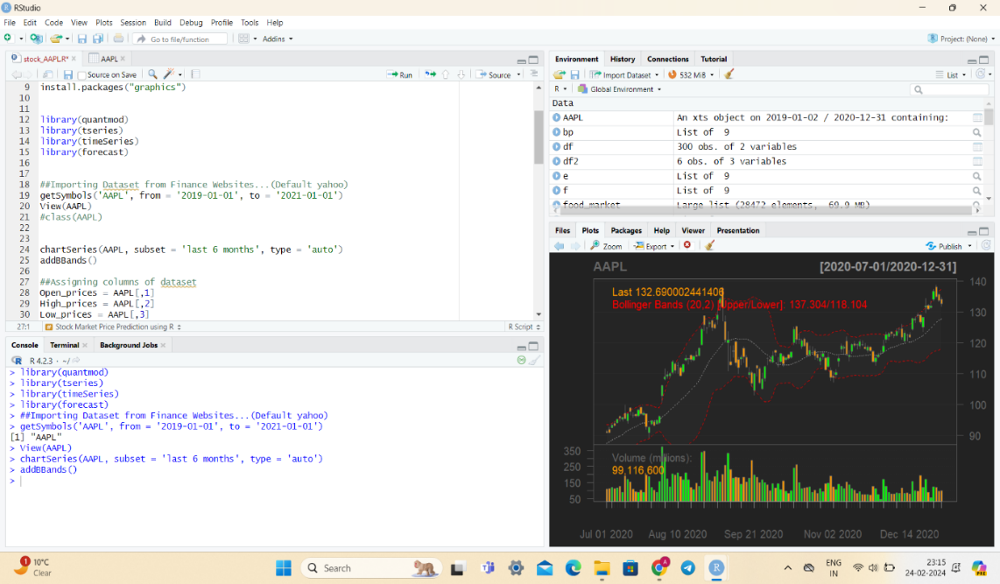 RStudio
File Edit Code View Plots Session Build Debug Profile Tools Help
Go to file/function Addins Project: (None)
stock_AAPLR* AAPL
Source on Save Run Source
9 install.packages("graphics")
10
11
12 library(quantmod)
13 library(tseries)
14 library(timeSeries)
15 library(forecast)
16
17
18 ##Importing Dataset from Finance Websites...(Default yahoo)
19 getSymbols('AAPL', from = '2019-01-01', to = '2021-01-01')
20 View(AAPL)
21 #class(AAPL)
22
23
24 chartSeries(AAPL, subset = 'last 6 months', type = 'auto')
25 addBBands()
26
27 ##Assigning columns of dataset
28 Open_prices = AAPL[,1]
29 High_prices = AAPL[,2]
30 Low_prices = AAPL[,3]
27:1 Stock Market Price Prediction using R R Script
Console Terminal Background Jobs
R 4.2.3 · ~/
> library(quantmod)
> library(tseries)
> library(timeSeries)
> library(forecast)
> ##Importing Dataset from Finance Websites...(Default yahoo)
> getSymbols('AAPL', from = '2019-01-01', to = '2021-01-01')
[1] "AAPL"
> View(AAPL)
> chartSeries(AAPL, subset = 'last 6 months', type = 'auto')
> addBBands()
>
Environment History Connections Tutorial
Import Dataset 532 MiB List
R Global Environment
Data
AAPL An xts object on 2019-01-02 / 2020-12-31 containing:
bp List of 9
df 300 obs. of 2 variables
df2 6 obs. of 3 variables
e List of 9
f List of 9
food_market Large list (28472 elements, 69.9 MB)
Files Plots Packages Help Viewer Presentation
Zoom Export Publish
AAPL [2020-07-01/2020-12-31]
Last 132.690002441406
Bollinger Bands (20,2) [Upper/Lower]: 137.304/118.104
140
130
120
110
100
90
Volume (millions):
99,116,600
350
250
150
50
Jul 01 2020 Aug 10 2020 Sep 21 2020 Nov 02 2020 Dec 14 2020
1
10°C
Clear
Search
ENG
IN
23:15
24-02-2024
PRE